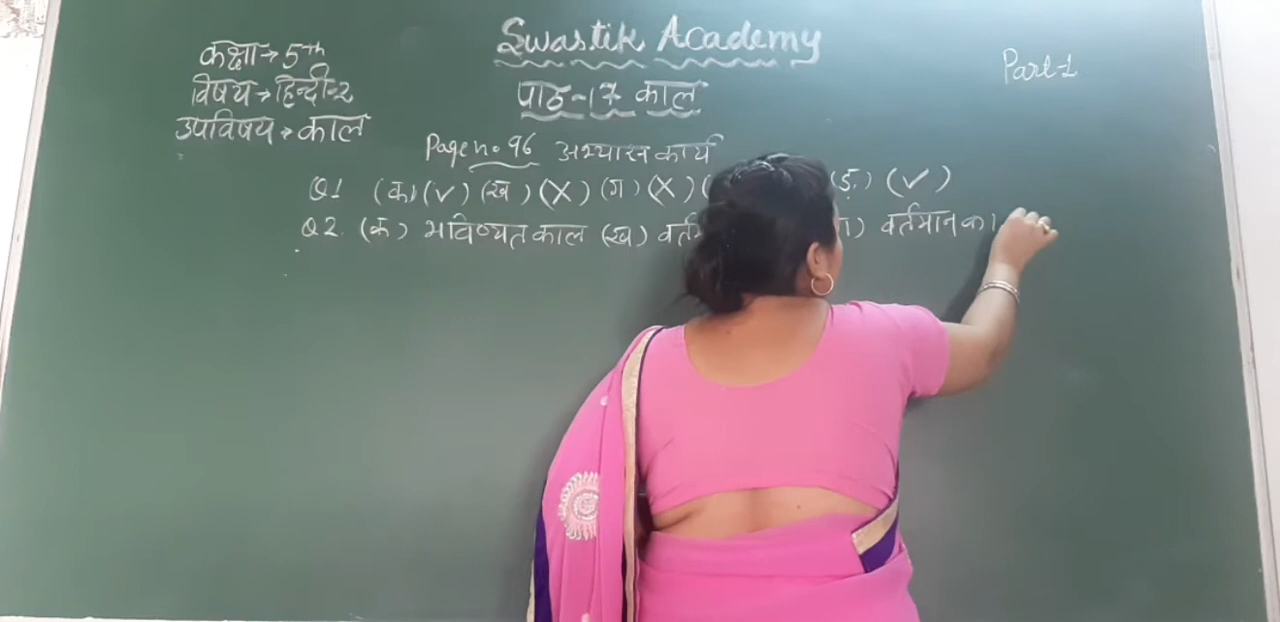 Swastik Academy
कक्षा→ 5th
Part-1
विषय→ हिन्दी-2
पाठ-17 काल
उपविषय→ काल
Page no. 96 अभ्यास कार्य
Q1 (क) (✓) (ख) (X) (ग) (X) ( ड़) (✓)
Q2. (क) भविष्यत काल (ख) ग) वर्तमान का